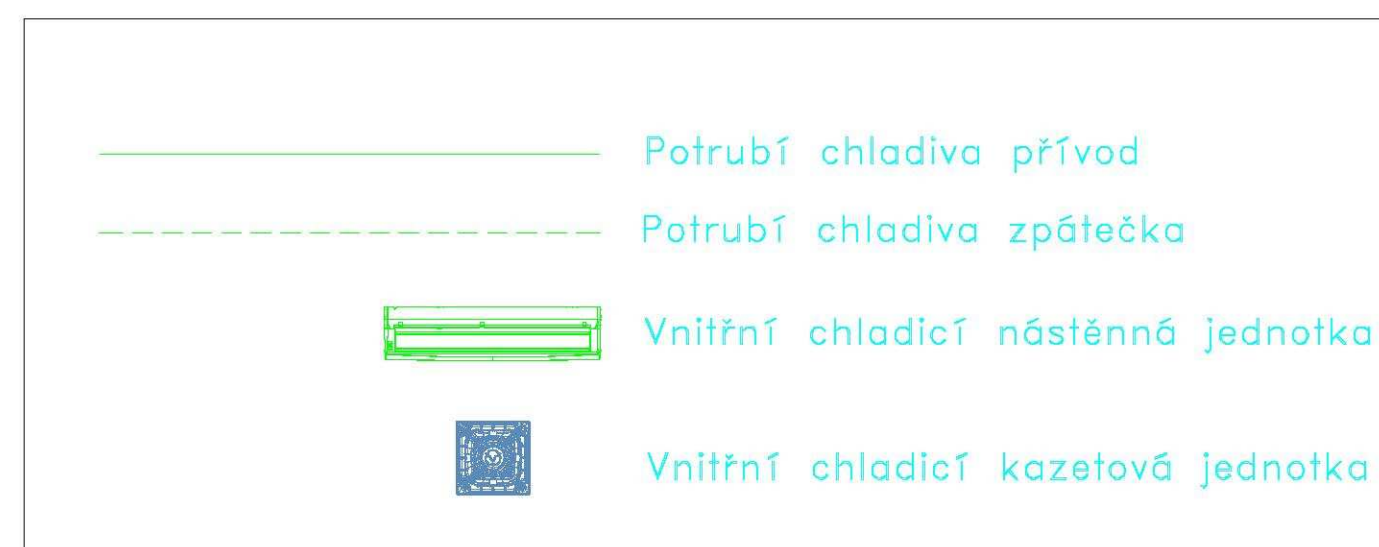 Potrubí chladiva přívod
Potrubí chladiva zpátečka
Vnitřní chladicí nástěnná jednotka
Vnitřní chladicí kazetová jednotka